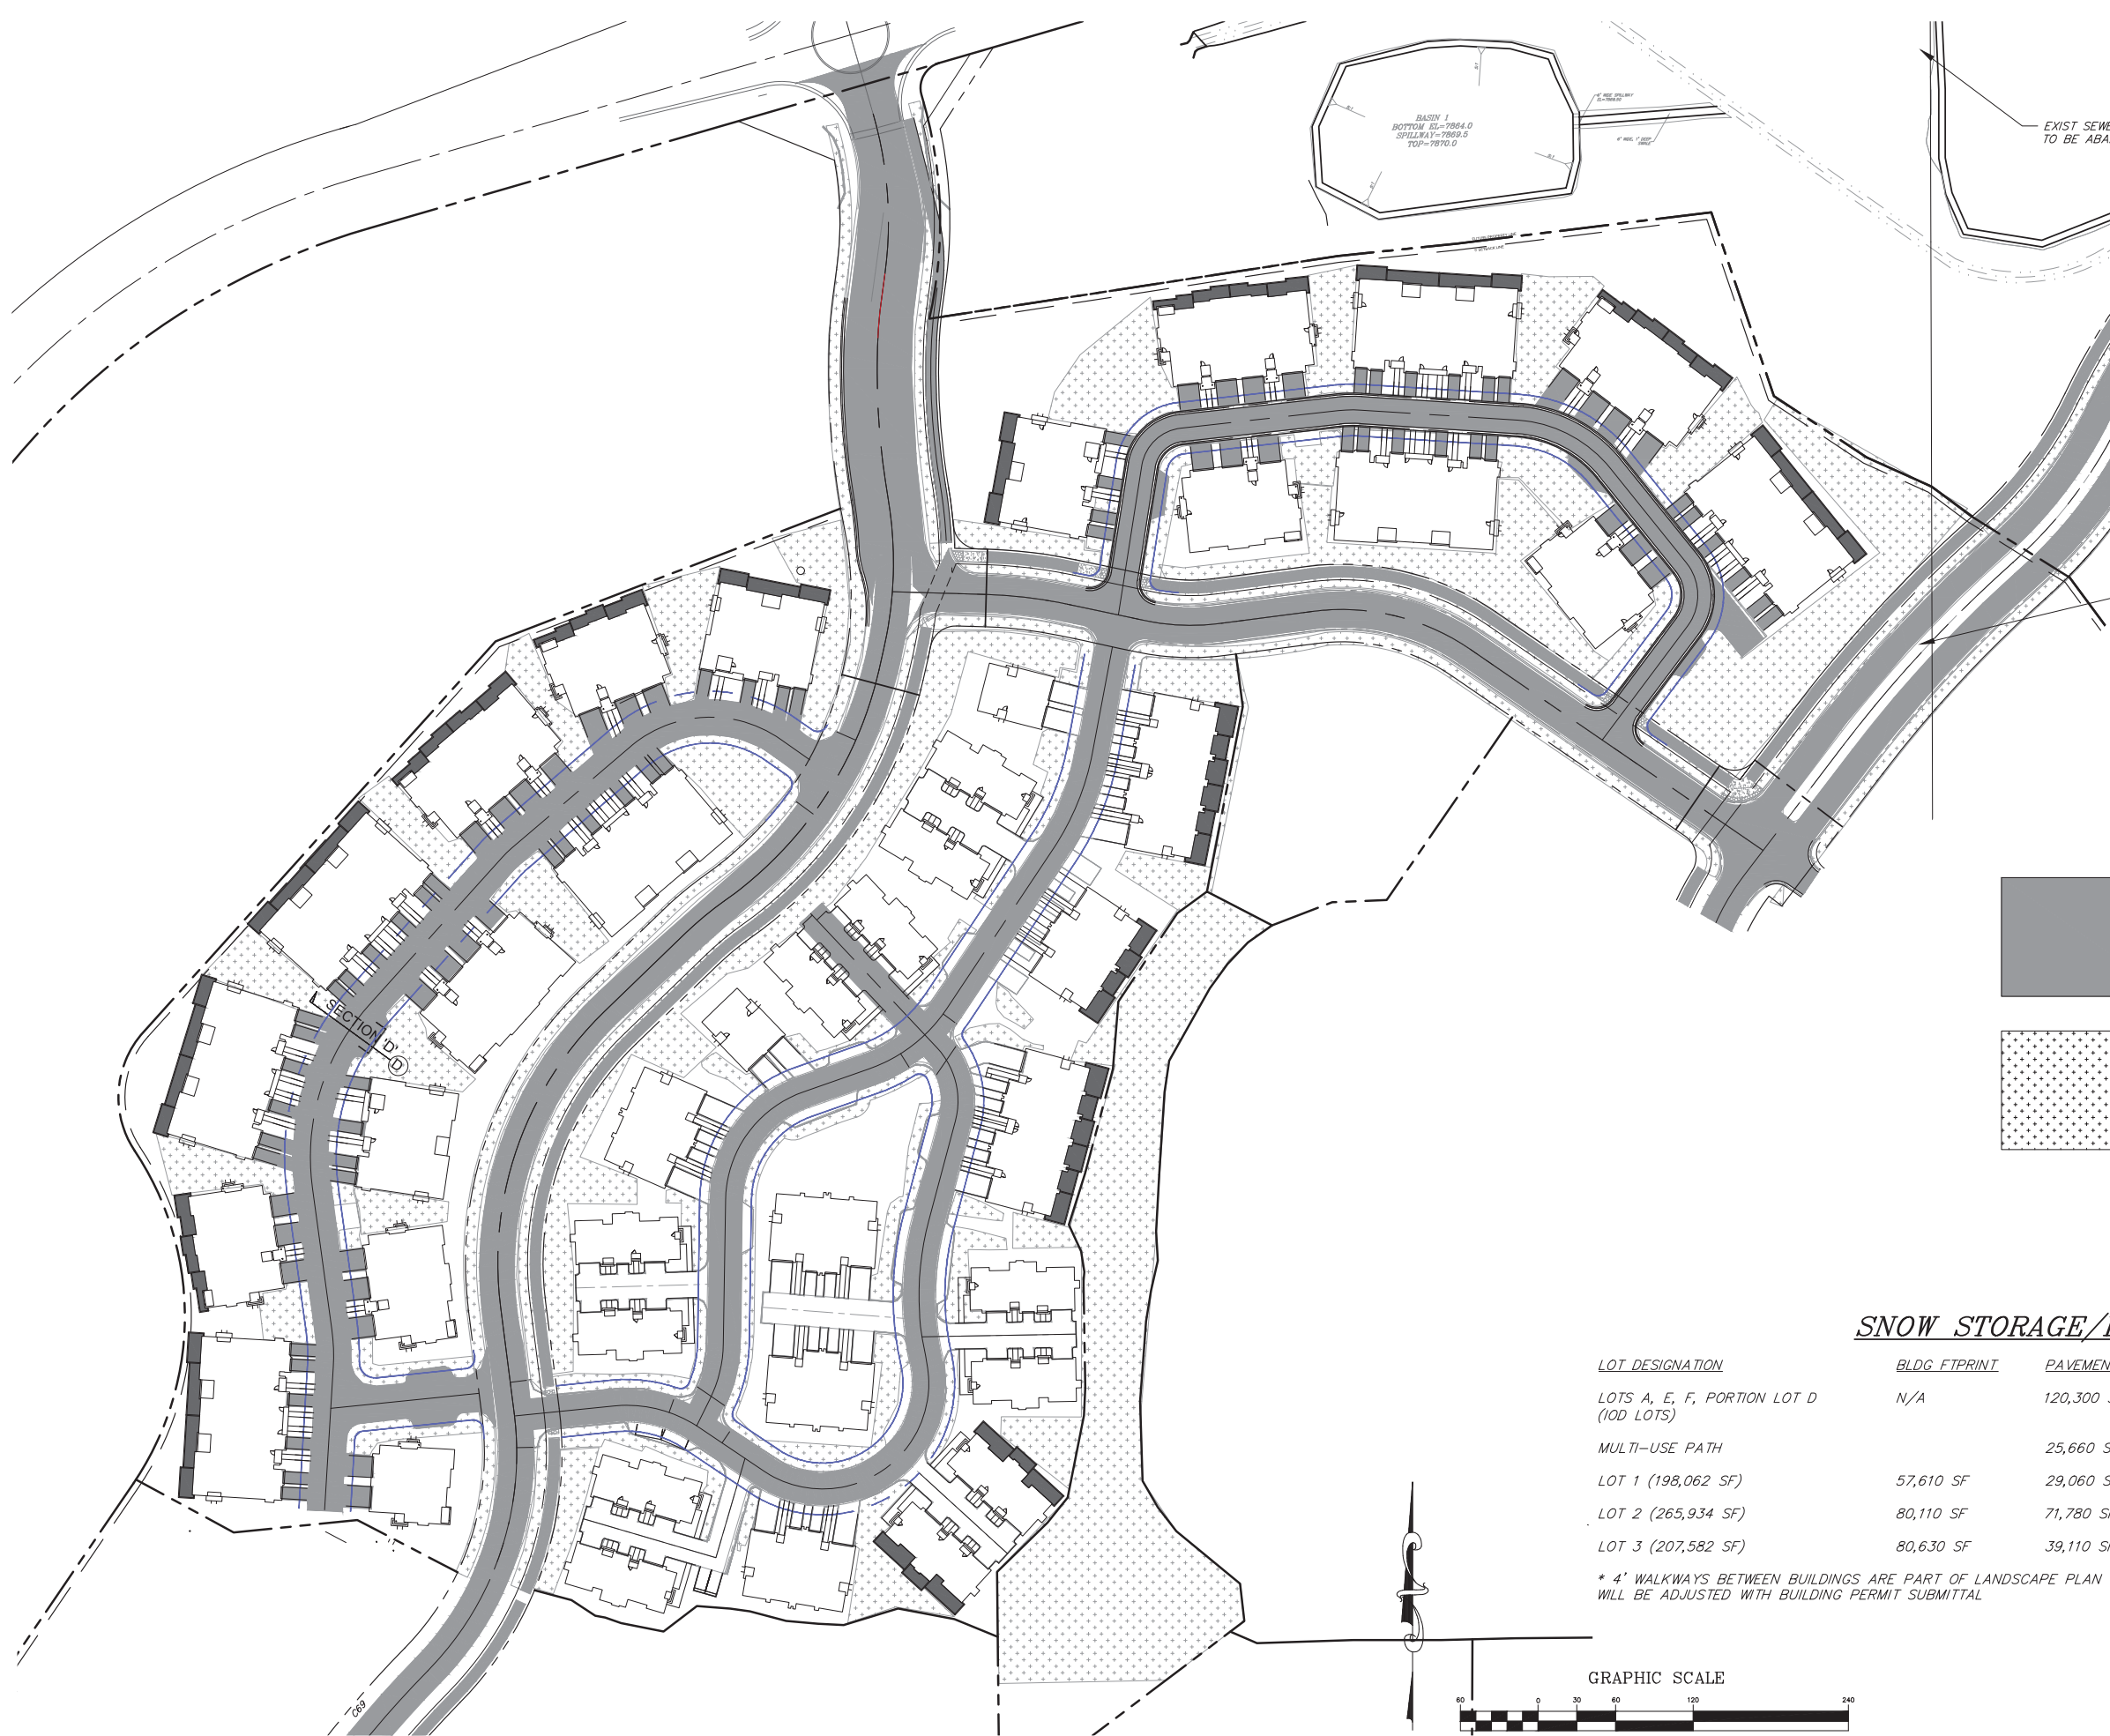 BASIN 1
BOTTOM EL=7864.0
SPILLWAY=7869.5
TOP=7870.0
EXIST SEWE
TO BE ABA
SECTION 'D'
D
C69
SNOW STORAGE/
LOT DESIGNATION BLDG FTPRINT PAVEMEN
LOTS A, E, F, PORTION LOT D N/A 120,300
(IOD LOTS)
MULTI-USE PATH 25,660 S
LOT 1 (198,062 SF) 57,610 SF 29,060 S
LOT 2 (265,934 SF) 80,110 SF 71,780 S
LOT 3 (207,582 SF) 80,630 SF 39,110 S
* 4' WALKWAYS BETWEEN BUILDINGS ARE PART OF LANDSCAPE PLAN
WILL BE ADJUSTED WITH BUILDING PERMIT SUBMITTAL
GRAPHIC SCALE
60 0 30 60 120 240